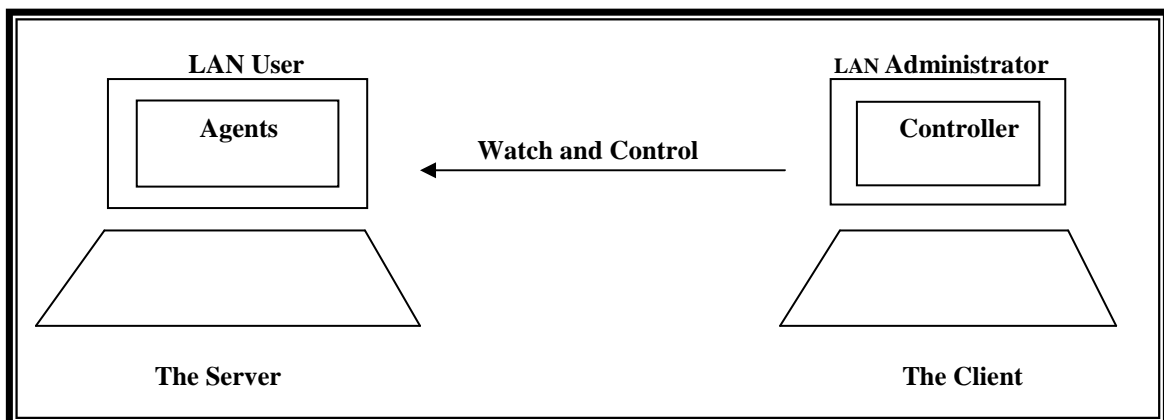 LAN User
LAN Administrator
Agents
Controller
Watch and Control
The Server
The Client